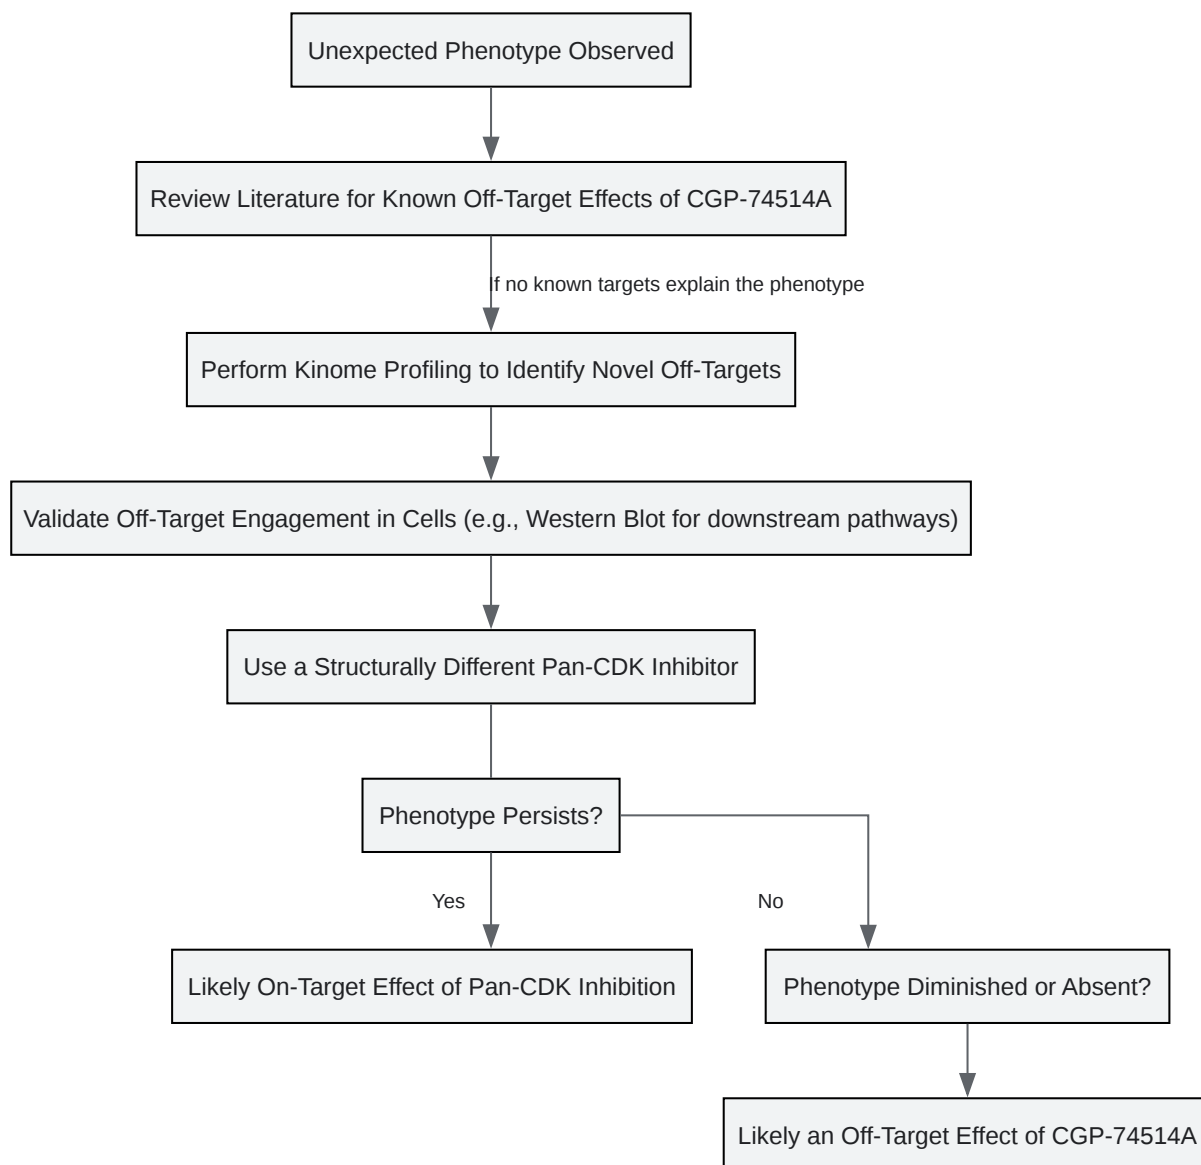 Unexpected Phenotype Observed
Review Literature for Known Off-Target Effects of CGP-74514A
If no known targets explain the phenotype
Perform Kinome Profiling to Identify Novel Off-Targets
Validate Off-Target Engagement in Cells (e.g., Western Blot for downstream pathways)
Use a Structurally Different Pan-CDK Inhibitor
Phenotype Persists?
Yes
No
Likely On-Target Effect of Pan-CDK Inhibition
Phenotype Diminished or Absent?
Likely an Off-Target Effect of CGP-74514A